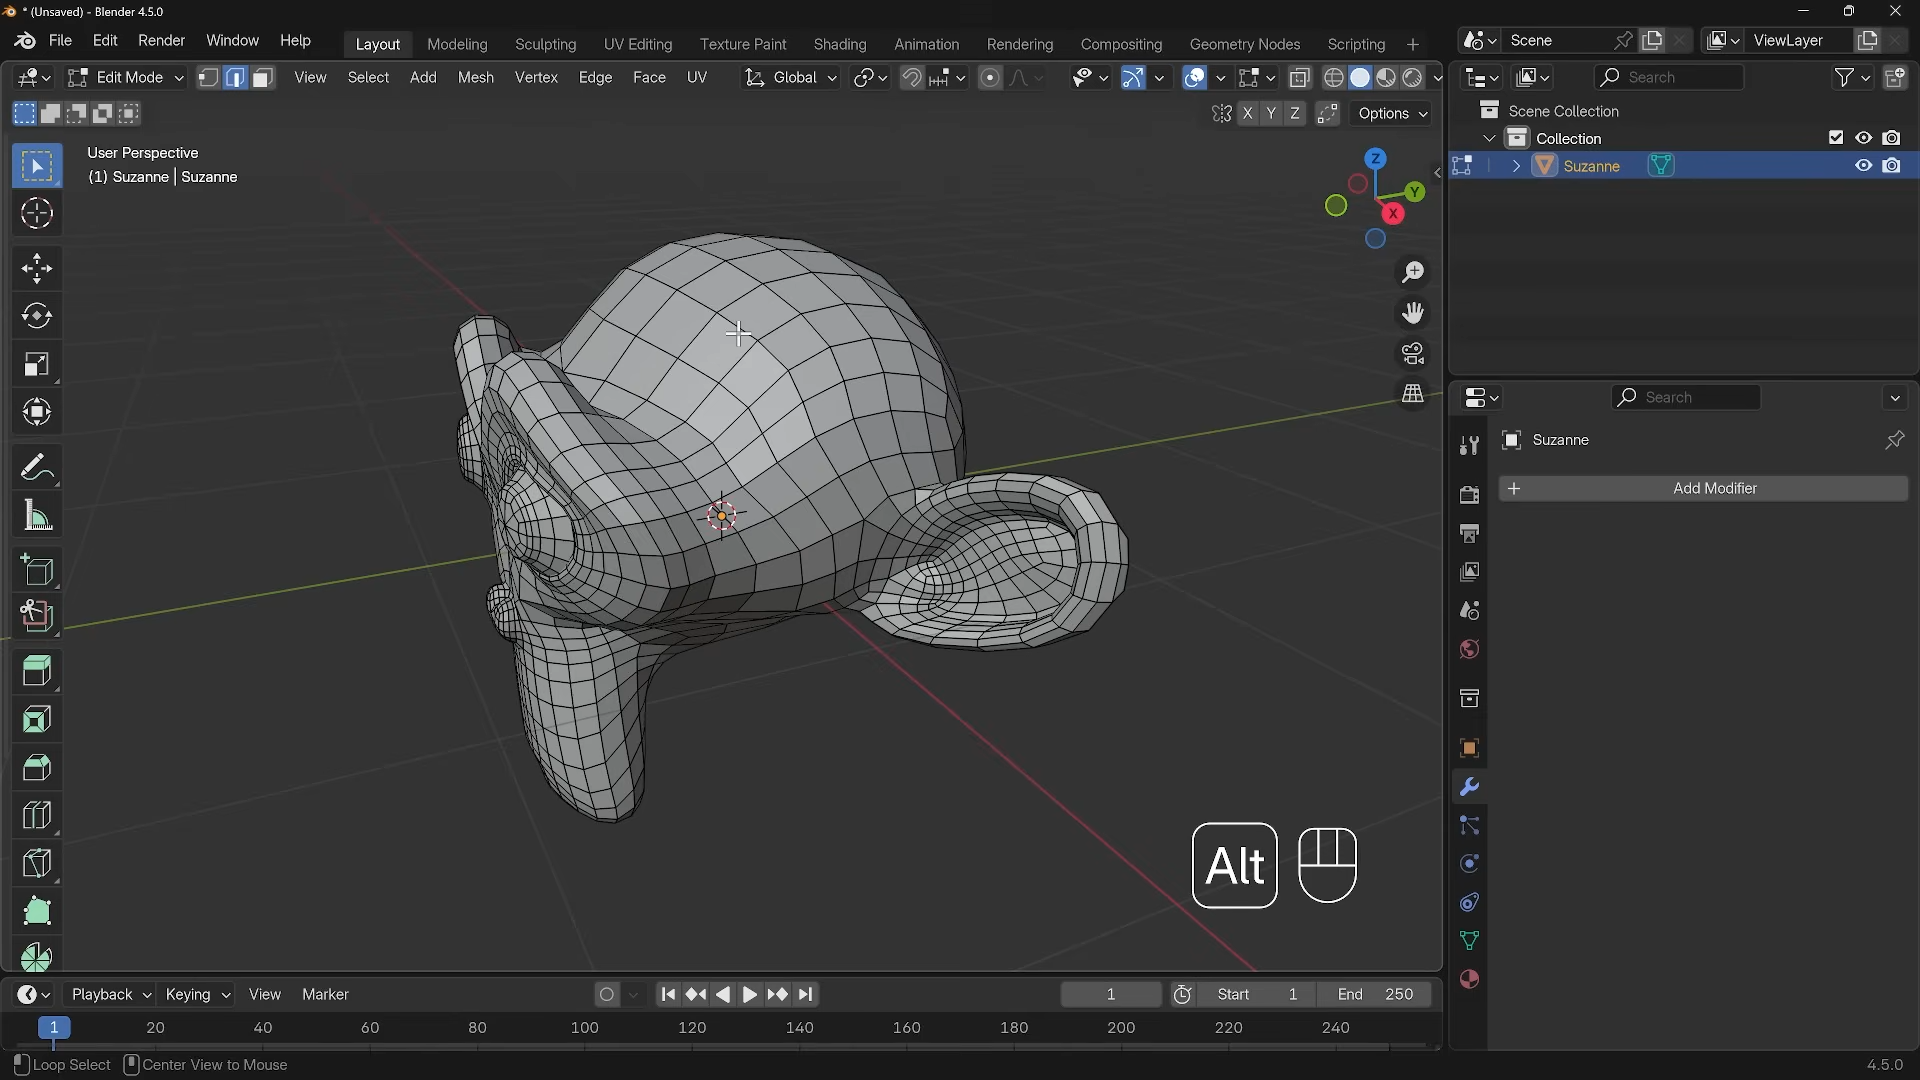 * (Unsaved) - Blender 4.5.0
File Edit Render Window Help
Layout Modeling Sculpting UV Editing Texture Paint Shading Animation Rendering Compositing Geometry Nodes Scripting +
Scene
ViewLayer
Edit Mode
View Select Add Mesh Vertex Edge Face UV
Global
Search
X Y Z
Options
User Perspective
(1) Suzanne | Suzanne
Z
Y
X
Scene Collection
Collection
Suzanne
Search
Suzanne
+ Add Modifier
Alt
Playback Keying View Marker
1
Start 1
End 250
1 20 40 60 80 100 120 140 160 180 200 220 240
Loop Select Center View to Mouse
4.5.0